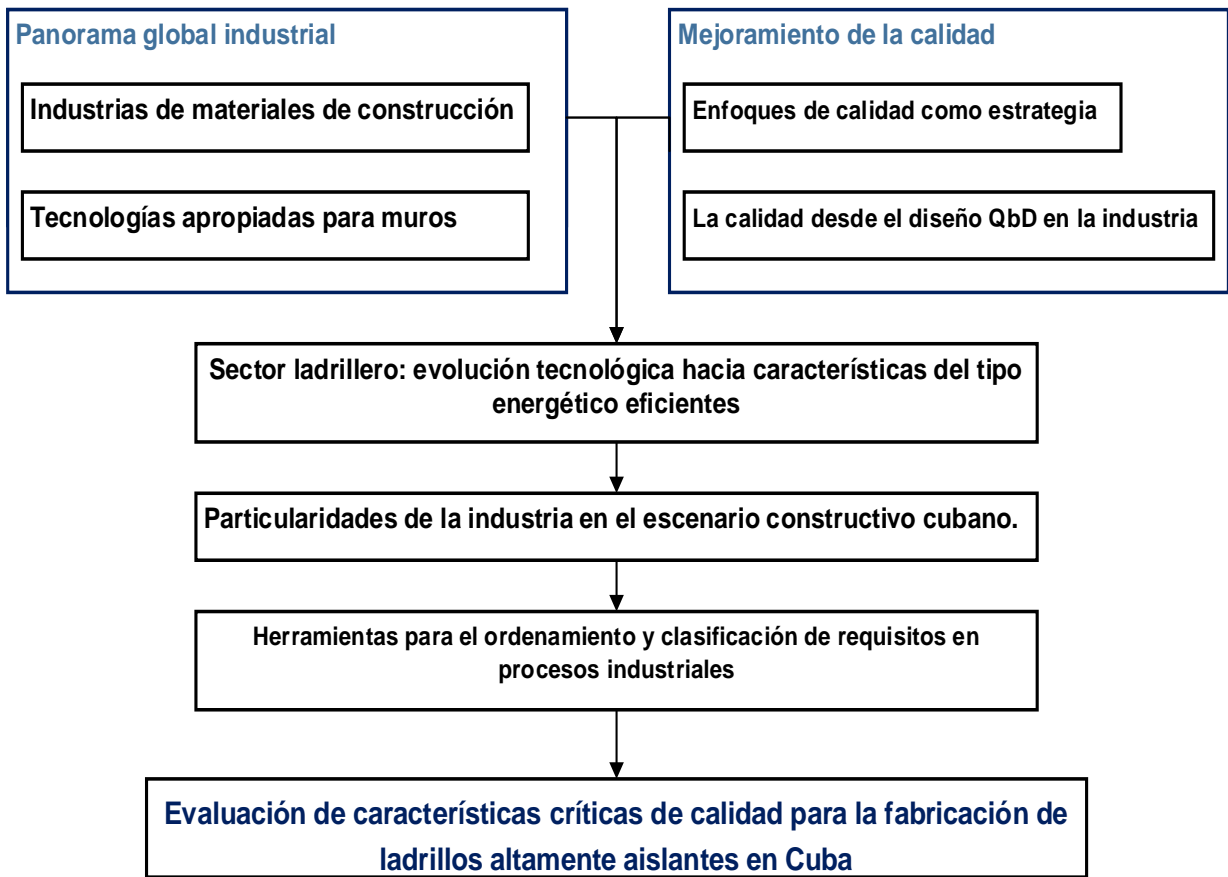 Panorama global industrial
Industrias de materiales de construcción
Tecnologías apropiadas para muros
Mejoramiento de la calidad
Enfoques de calidad como estrategia
La calidad desde el diseño QbD en la industria
Sector ladrillero: evolución tecnológica hacia características del tipo
energético eficientes
Particularidades de la industria en el escenario constructivo cubano.
Herramientas para el ordenamiento y clasificación de requisitos en
procesos industriales
Evaluación de características críticas de calidad para la fabricación de
ladrillos altamente aislantes en Cuba